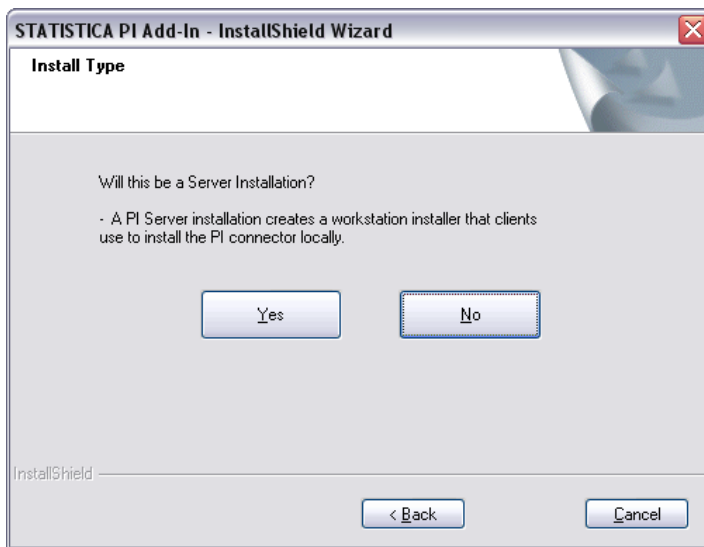 STATISTICA PI Add-In - InstallShield Wizard
Install Type
Will this be a Server Installation?
- A PI Server installation creates a workstation installer that clients
use to install the PI connector locally.
Yes
No
InstallShield
< Back
Cancel